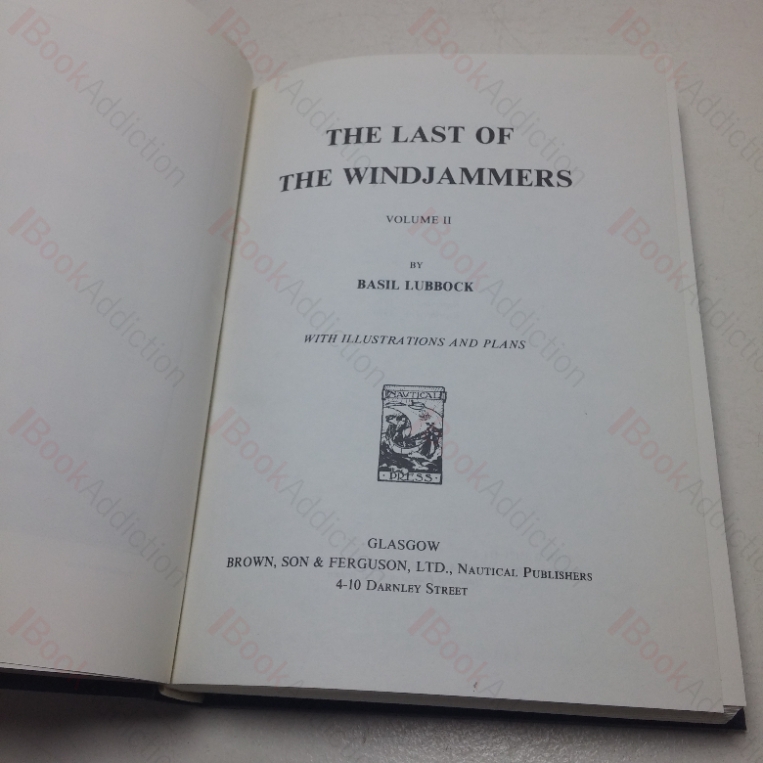 THE LAST OF
THE WINDJAMMERS
VOLUME II
BY
BASIL LUBBOCK
WITH ILLUSTRATIONS AND PLANS
NAUTICAL
PRESS
GLASGOW
BROWN, SON & FERGUSON, LTD., NAUTICAL PUBLISHERS
4-10 DARNLEY STREET
BookAddiction